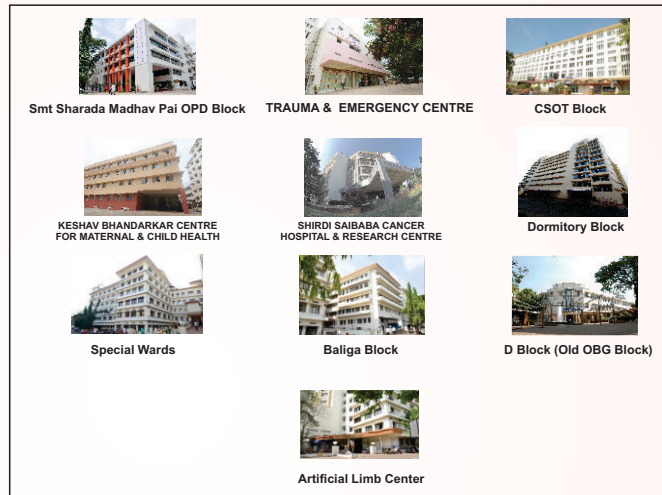 Smt Sharada Madhav Pai OPD Block
TRAUMA & EMERGENCY CENTRE
CSOT Block
KESHAV BHANDARKAR CENTRE
FOR MATERNAL & CHILD HEALTH
SHIRDI SAIBABA CANCER
HOSPITAL & RESEARCH CENTRE
Dormitory Block
Special Wards
Baliga Block
D Block (Old OBG Block)
Artificial Limb Center